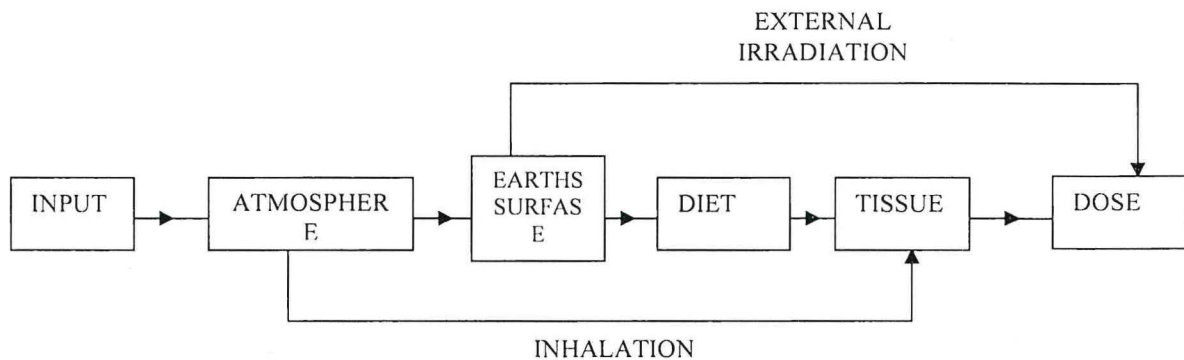 EXTERNAL
IRRADIATION
INPUT
ATMOSPHER
E
EARTHS
SURFAS
E
DIET
TISSUE
DOSE
INHALATION